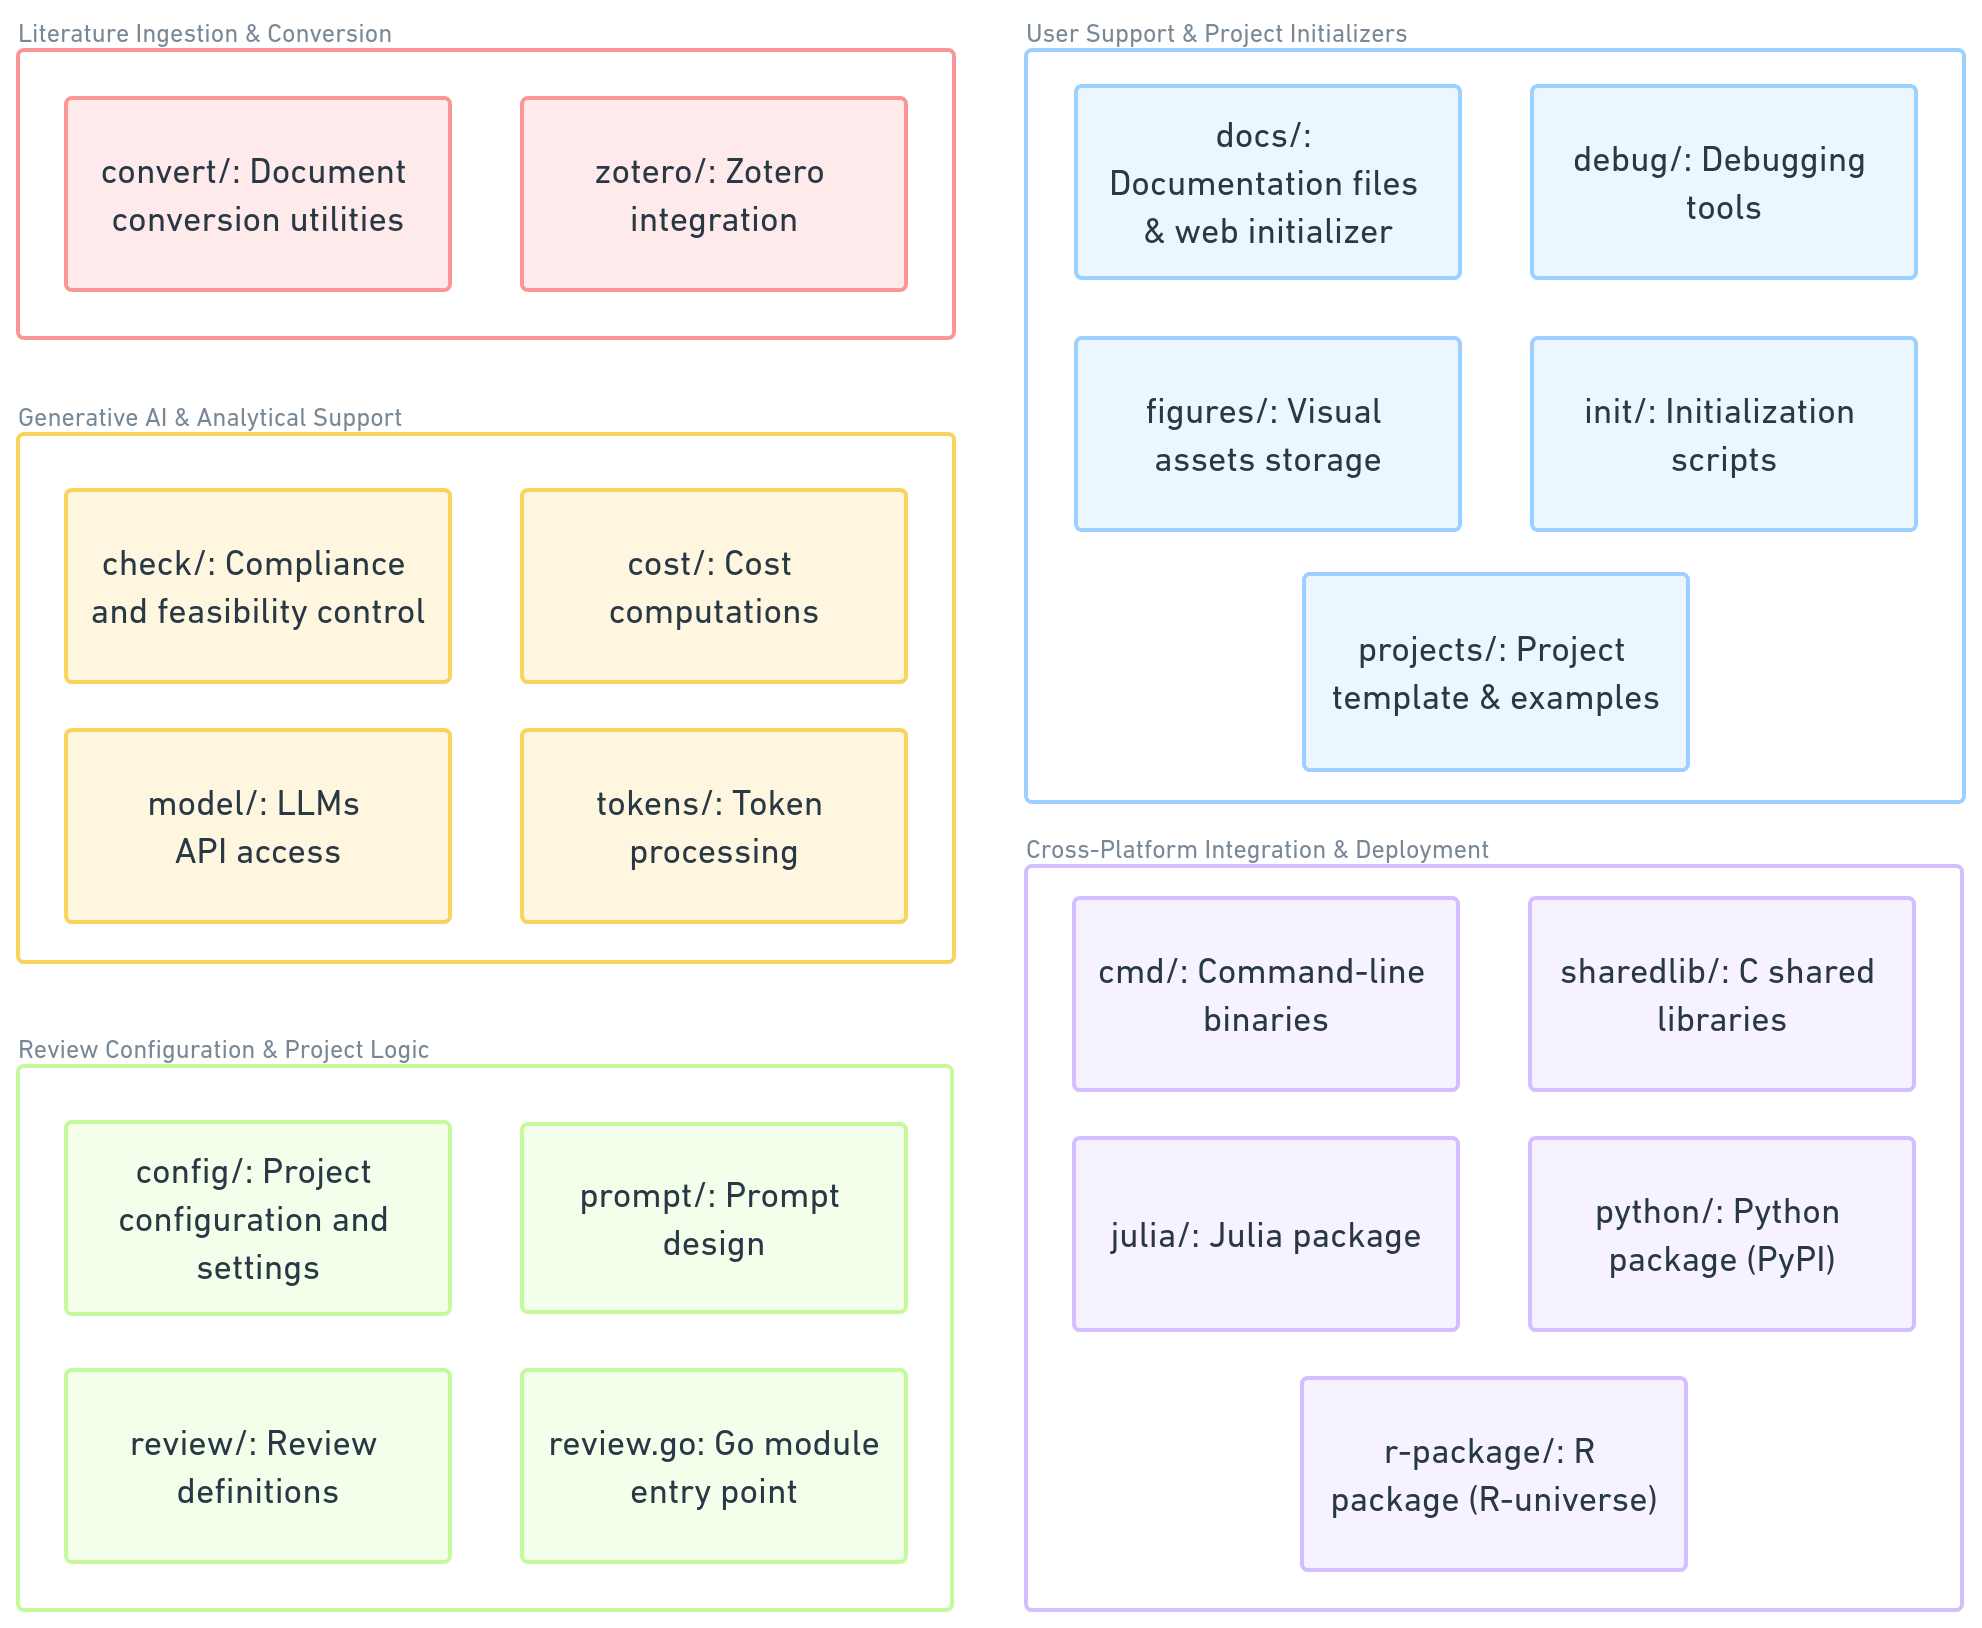 Literature Ingestion & Conversion
convert/: Document
conversion utilities
zotero/: Zotero
integration
Generative AI & Analytical Support
check/: Compliance
and feasibility control
cost/: Cost
computations
model/: LLMs
API access
tokens/: Token
processing
Review Configuration & Project Logic
config/: Project
configuration and
settings
prompt/: Prompt
design
review/: Review
definitions
review.go: Go module
entry point
User Support & Project Initializers
docs/:
Documentation files
& web initializer
debug/: Debugging
tools
figures/: Visual
assets storage
init/: Initialization
scripts
projects/: Project
template & examples
Cross-Platform Integration & Deployment
cmd/: Command-line
binaries
sharedlib/: C shared
libraries
julia/: Julia package
python/: Python
package (PyPI)
r-package/: R
package (R-universe)